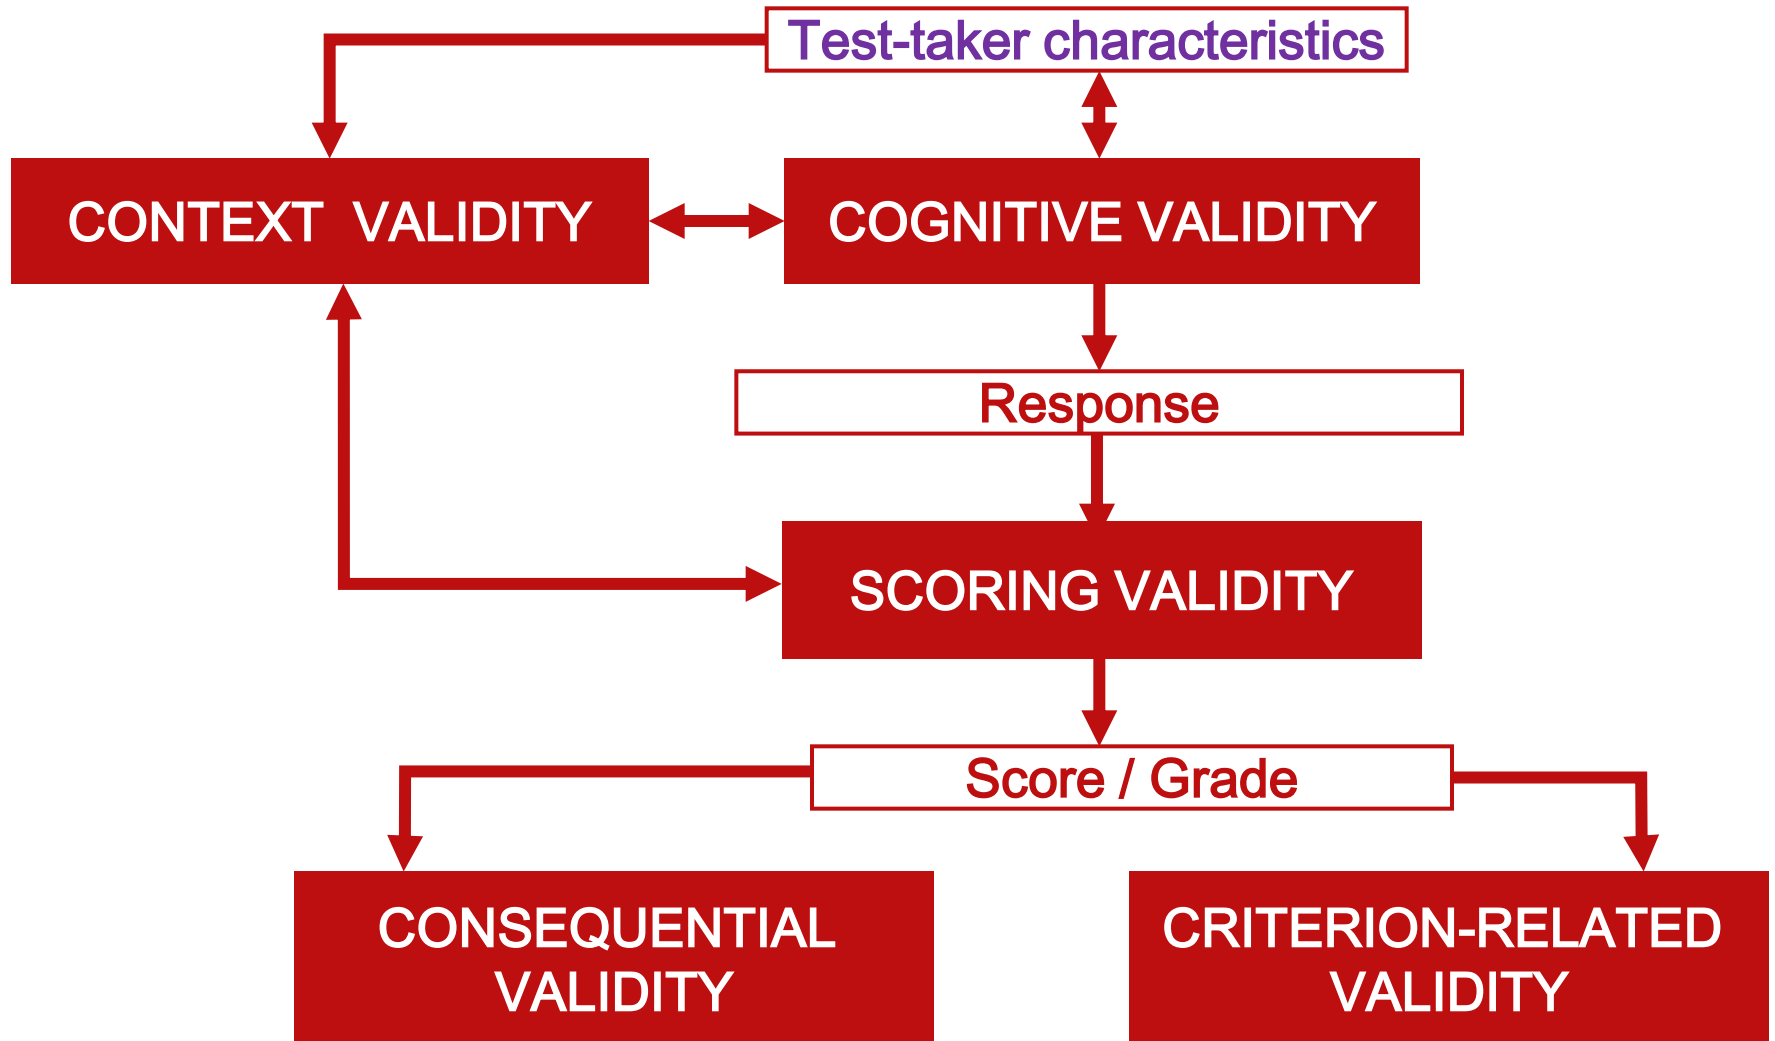 Test-taker characteristics
CONTEXT  VALIDITY
COGNITIVE VALIDITY
Response
SCORING VALIDITY
Score / Grade
CONSEQUENTIAL
VALIDITY
CRITERION-RELATED
VALIDITY